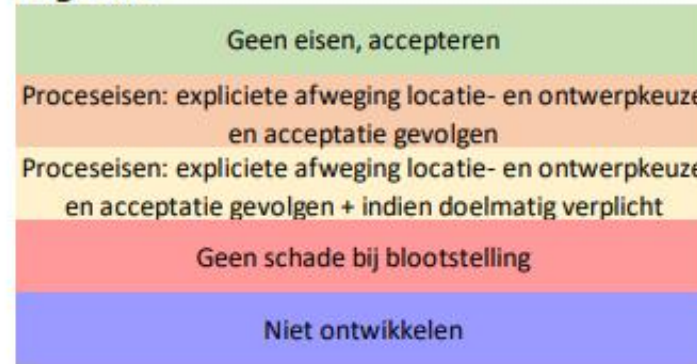 Geen eisen, accepteren
Proceseisen: expliciete afweging locatie- en ontwerpkeuze
en acceptatie gevolgen
Proceseisen: expliciete afweging locatie- en ontwerpkeuze
en acceptatie gevolgen + indien doelmatig verplicht
Geen schade bij blootstelling
Niet ontwikkelen